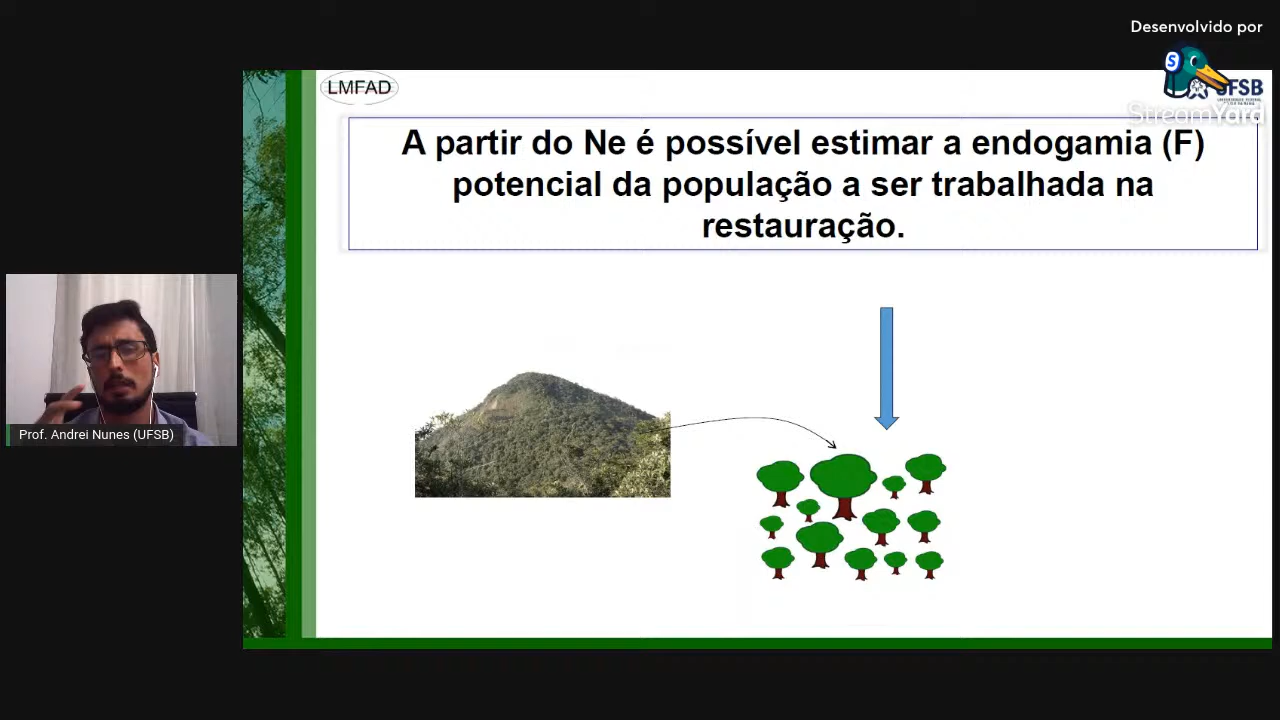 Desenvolvido por
StreamYard
LMFAD
UFSB
A partir do Ne é possível estimar a endogamia (F)
potencial da população a ser trabalhada na
restauração.
Prof. Andrei Nunes (UFSB)